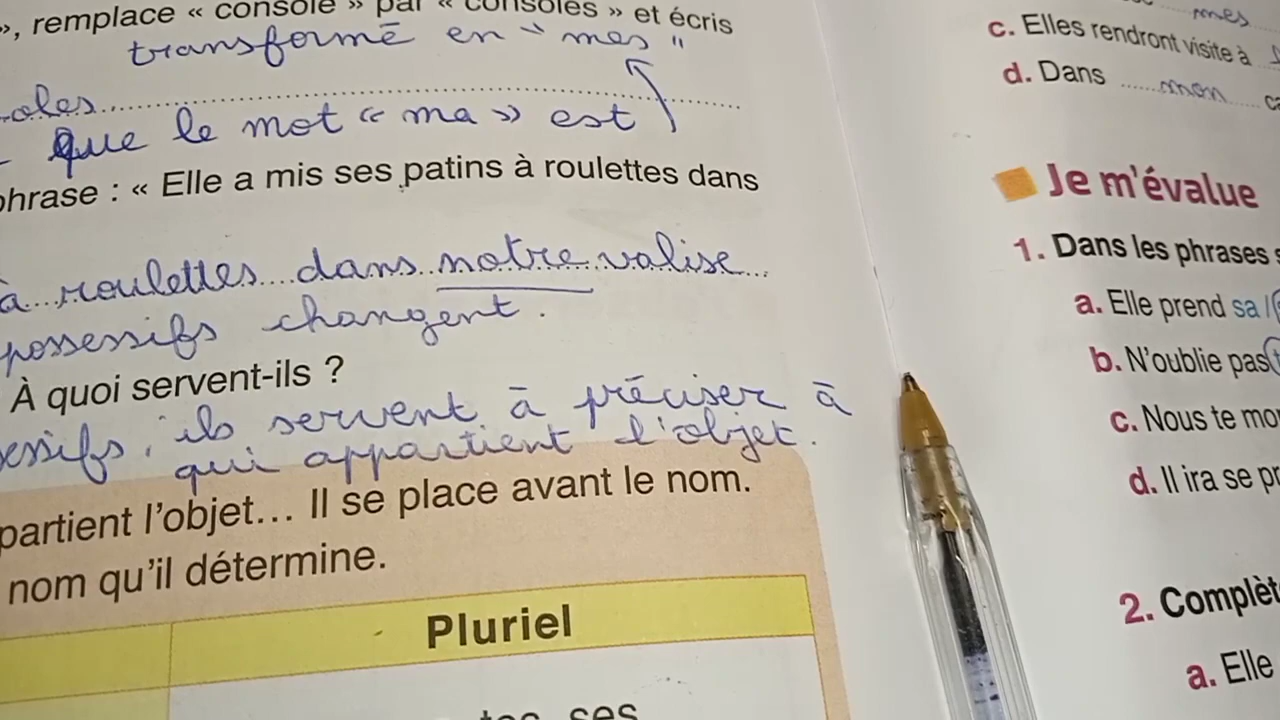 », remplace « console » par « consoles » et écris
transformé en " mes "
oles
que le mot « ma » est
phrase : « Elle a mis ses patins à roulettes dans
à roulettes dans notre valise
possessifs changent.
À quoi servent-ils ?
essifs, ils servent à préciser à
qui appartient l'objet.
partient l'objet... Il se place avant le nom.
nom qu'il détermine.
Pluriel
tes, ses
mes
c. Elles rendront visite à
d. Dans mon
Je m'évalue
1. Dans les phrases
a. Elle prend sa /
b. N'oublie pas
c. Nous te mo
d. Il ira se pr
2. Complèt
a. Elle